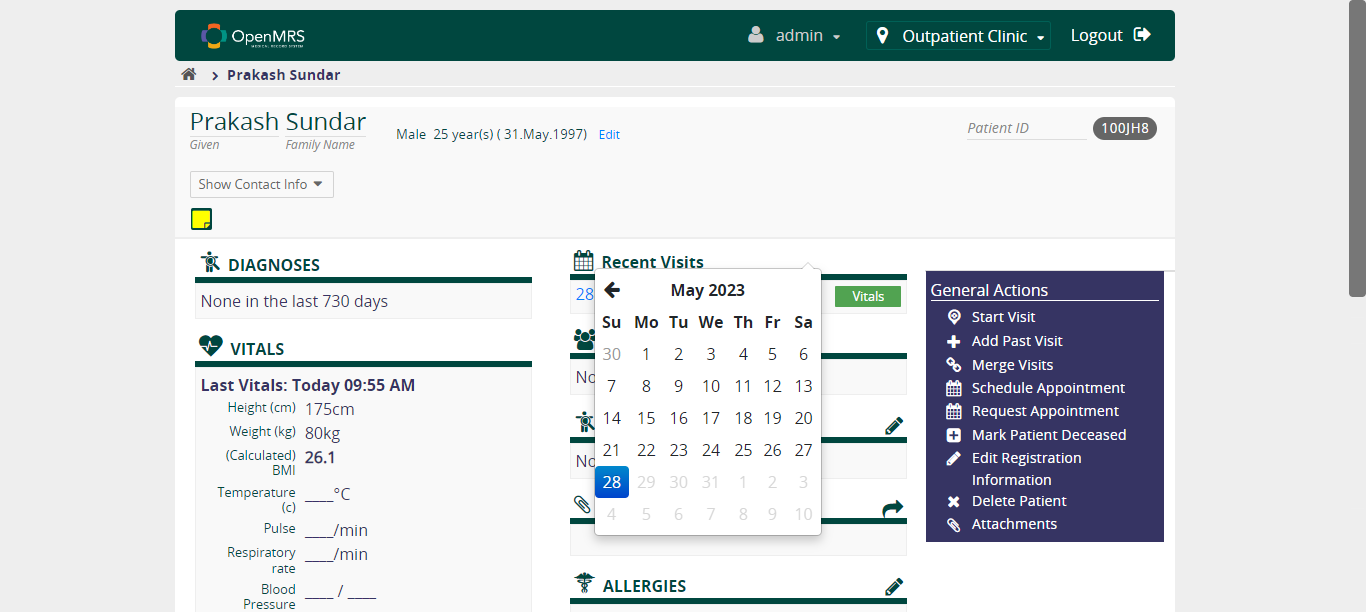 OpenMRS
MEDICAL RECORD SYSTEM
admin
Outpatient Clinic
Logout
Prakash Sundar
Prakash Sundar
Given Family Name
Male 25 year(s) ( 31.May.1997) Edit
Patient ID 100JH8
Show Contact Info
DIAGNOSES
None in the last 730 days
VITALS
Last Vitals: Today 09:55 AM
Height (cm) 175cm
Weight (kg) 80kg
(Calculated) BMI 26.1
Temperature (c) ____°C
Pulse ____/min
Respiratory rate ____/min
Blood Pressure ____ / ____
Recent Visits
28
Vitals
May 2023
Su Mo Tu We Th Fr Sa
30 1 2 3 4 5 6
7 8 9 10 11 12 13
14 15 16 17 18 19 20
21 22 23 24 25 26 27
28 29 30 31 1 2 3
4 5 6 7 8 9 10
No
No
ALLERGIES
General Actions
Start Visit
Add Past Visit
Merge Visits
Schedule Appointment
Request Appointment
Mark Patient Deceased
Edit Registration
Information
Delete Patient
Attachments